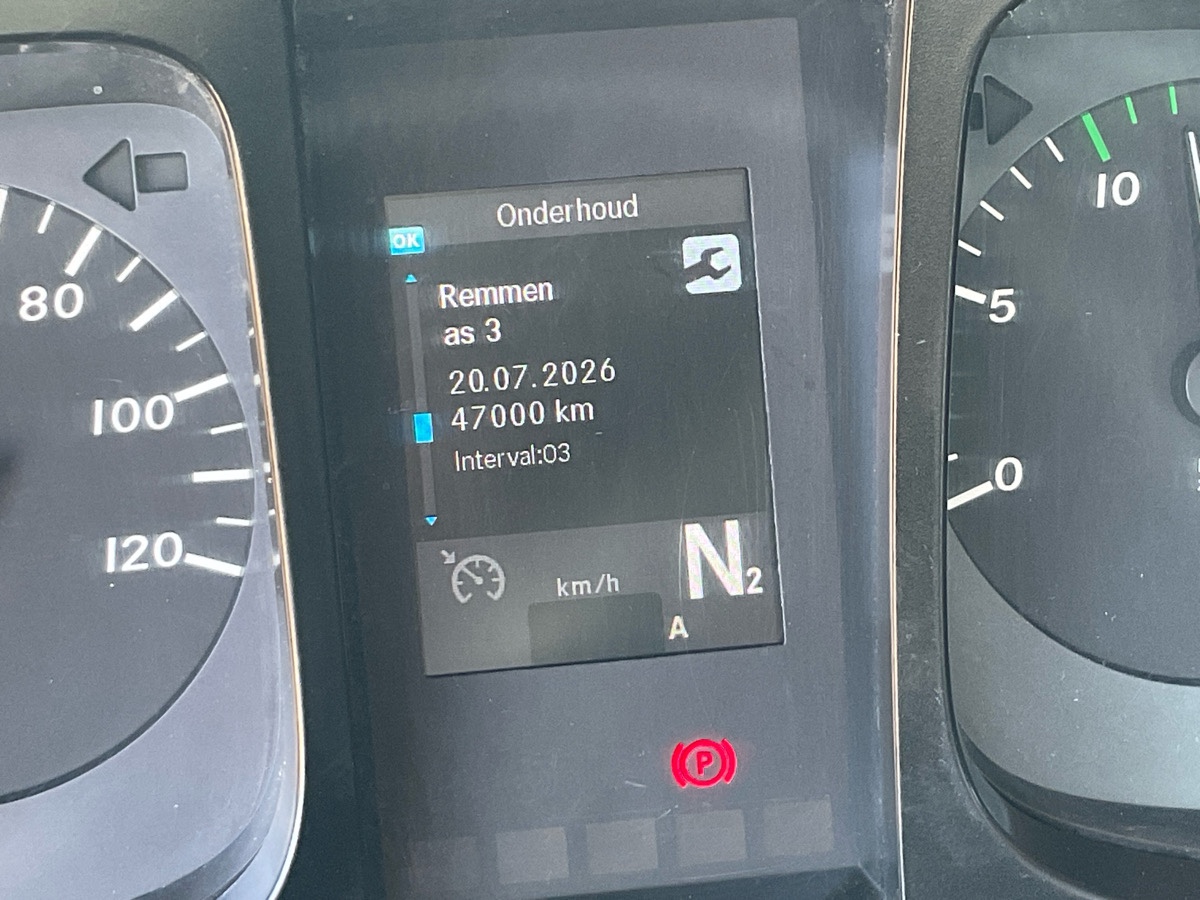 Onderhoud
OK
Remmen
as 3
20.07.2026
47000 km
Interval:03
km/h
N2
A
P
80
100
120
10
5
0